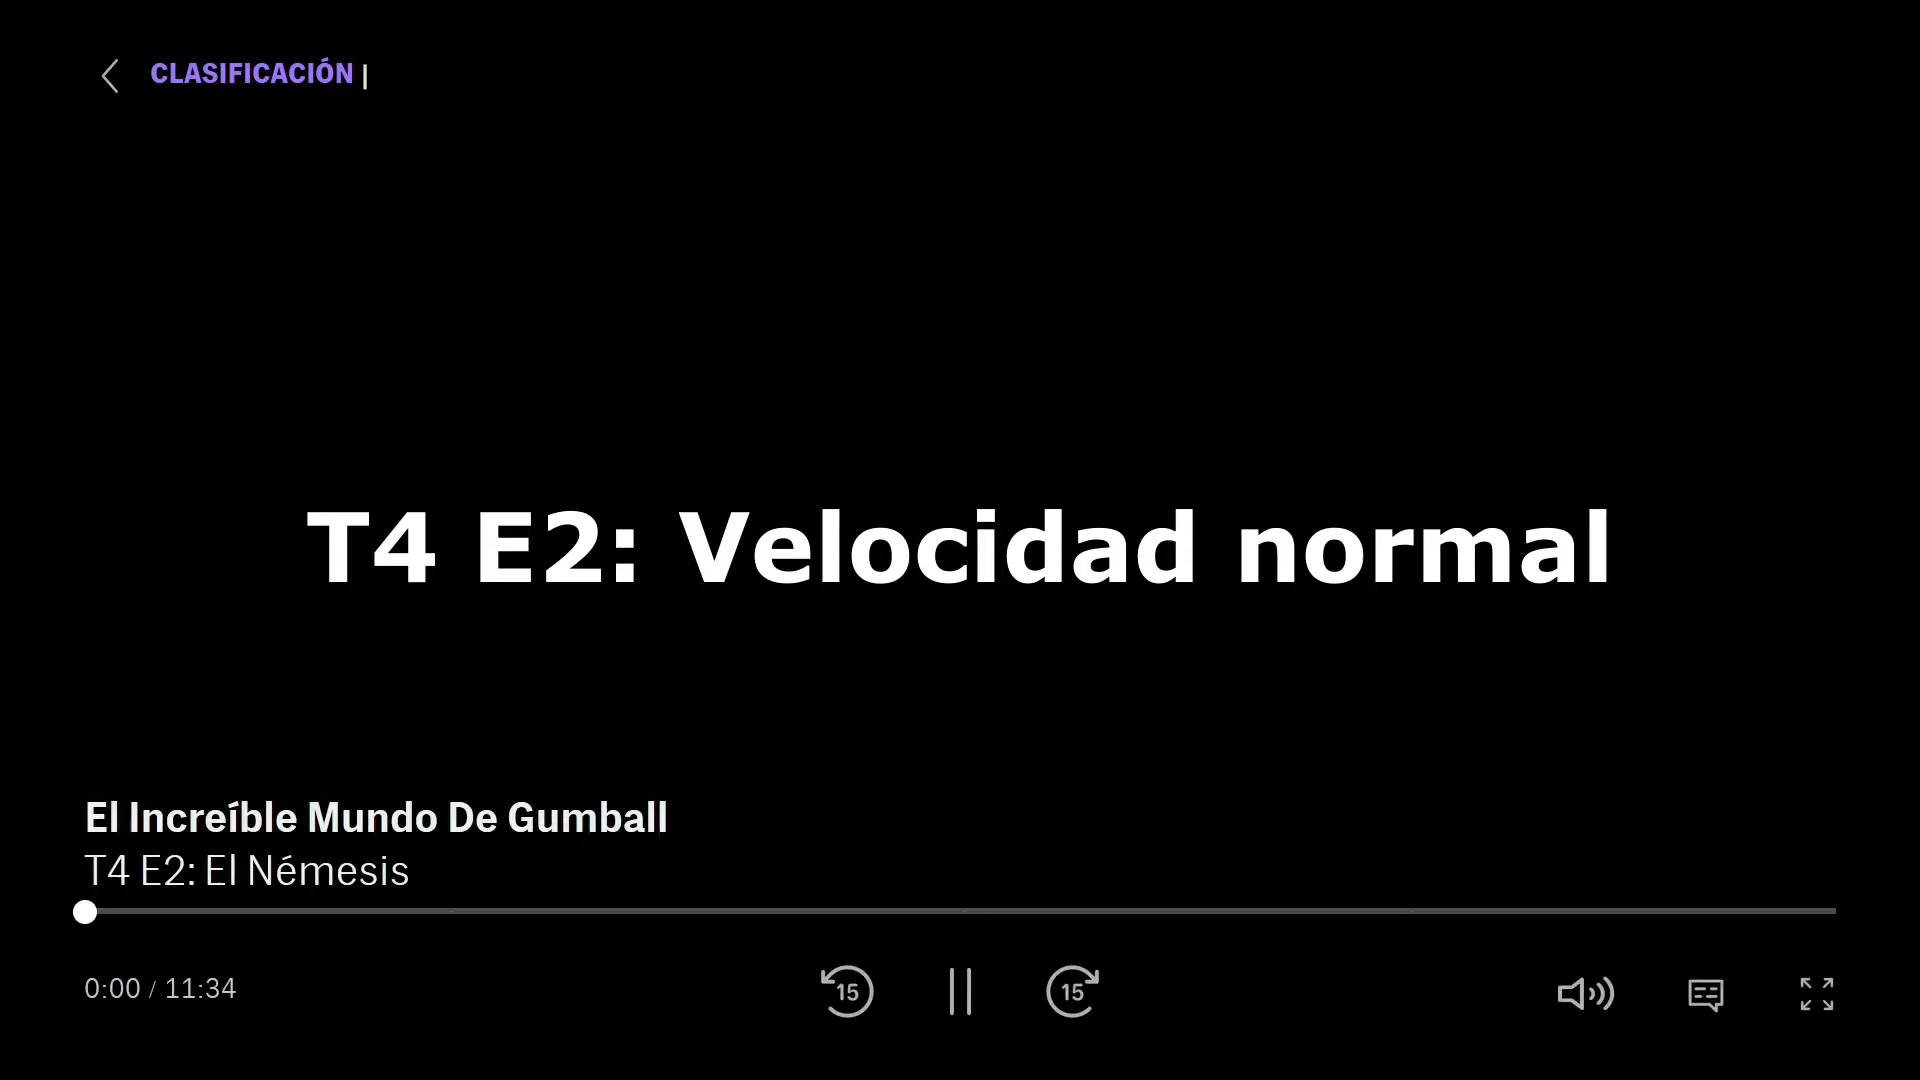 CLASIFICACIÓN |
T4 E2: Velocidad normal
El Increíble Mundo De Gumball
T4 E2: El Némesis
0:00 / 11:34
15
15